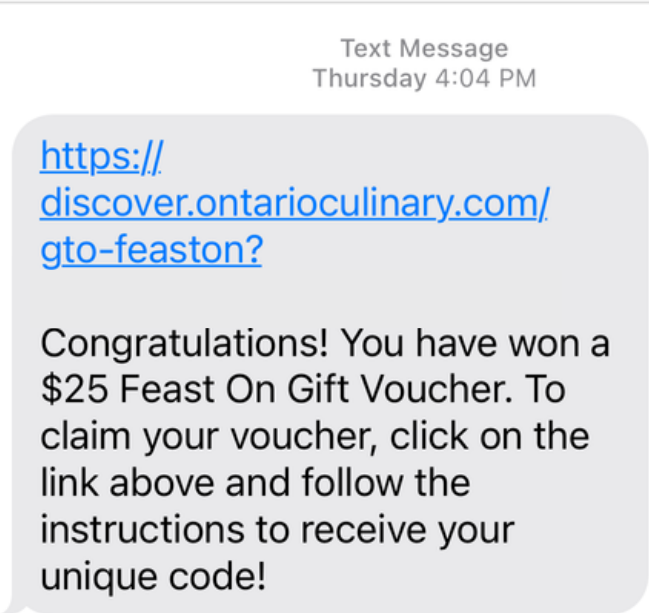 Text Message
Thursday 4:04 PM
https://
discover.ontarioculinary.com/
gto-feaston?
Congratulations! You have won a
$25 Feast On Gift Voucher. To
claim your voucher, click on the
link above and follow the
instructions to receive your
unique code!